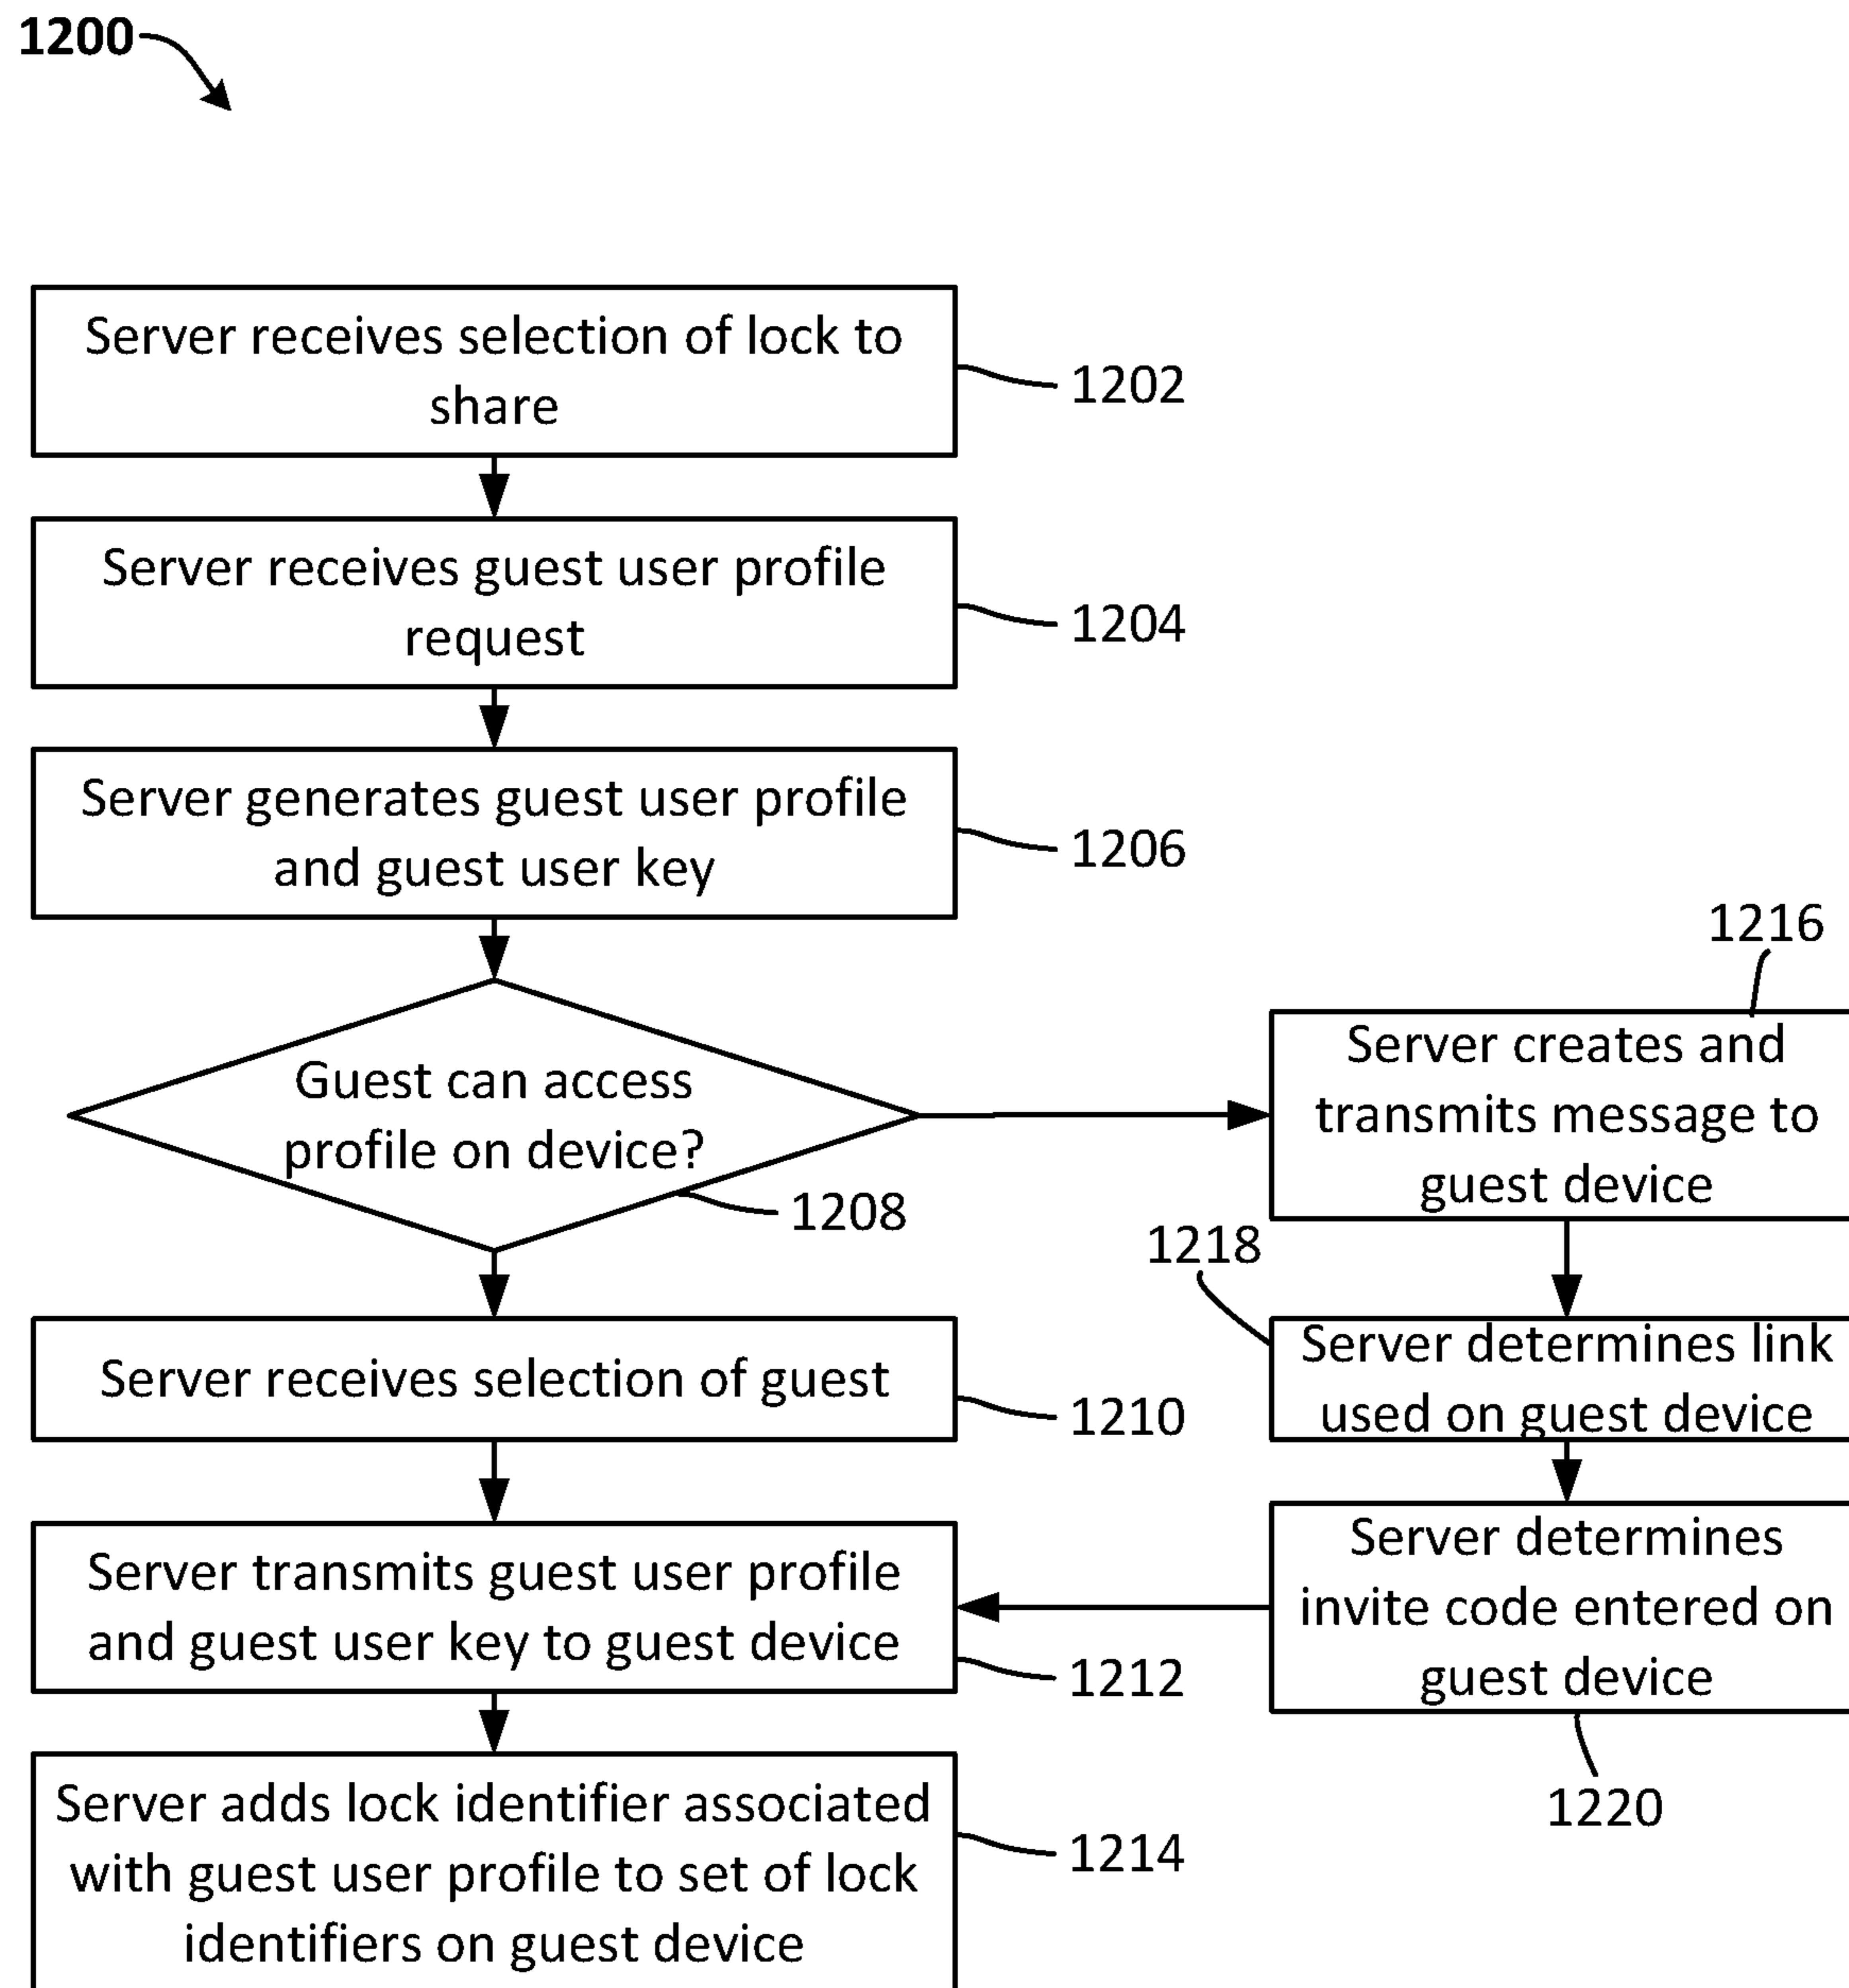 1200
Server receives selection of lock to
share
1202
Server receives guest user profile
request
1204
Server generates guest user profile
and guest user key
1206
Guest can access
profile on device?
1208
Server receives selection of guest
1210
Server transmits guest user profile
and guest user key to guest device
1212
Server adds lock identifier associated
with guest user profile to set of lock
identifiers on guest device
1214
1216
Server creates and
transmits message to
guest device
1218
Server determines link
used on guest device
Server determines
invite code entered on
guest device
1220